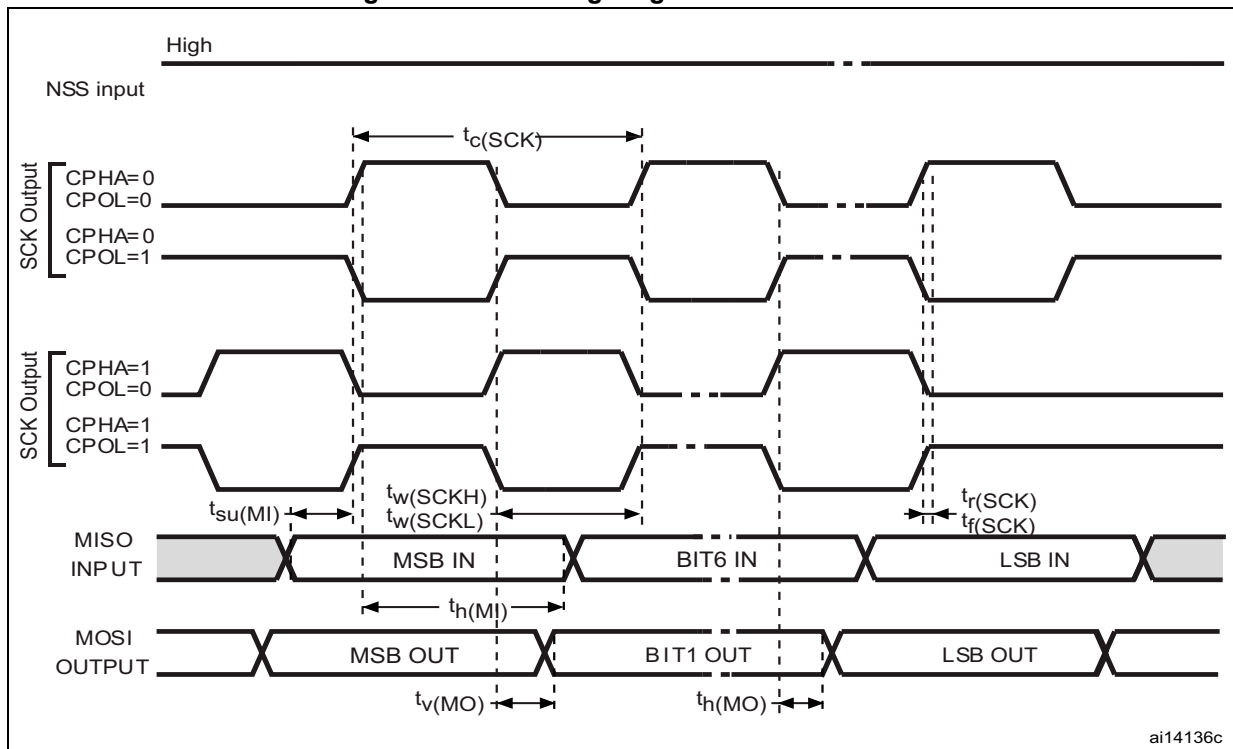 High
NSS input
tc(SCK)
SCK Output
CPHA=0
CPOL=0
CPHA=0
CPOL=1
SCK Output
CPHA=1
CPOL=0
CPHA=1
CPOL=1
tsu(MI)
tw(SCKH)
tw(SCKL)
tr(SCK)
tf(SCK)
MISO
INPUT
MSB IN
BIT6 IN
LSB IN
th(MI)
MOSI
OUTPUT
MSB OUT
BIT1 OUT
LSB OUT
tv(MO)
th(MO)
ai14136c